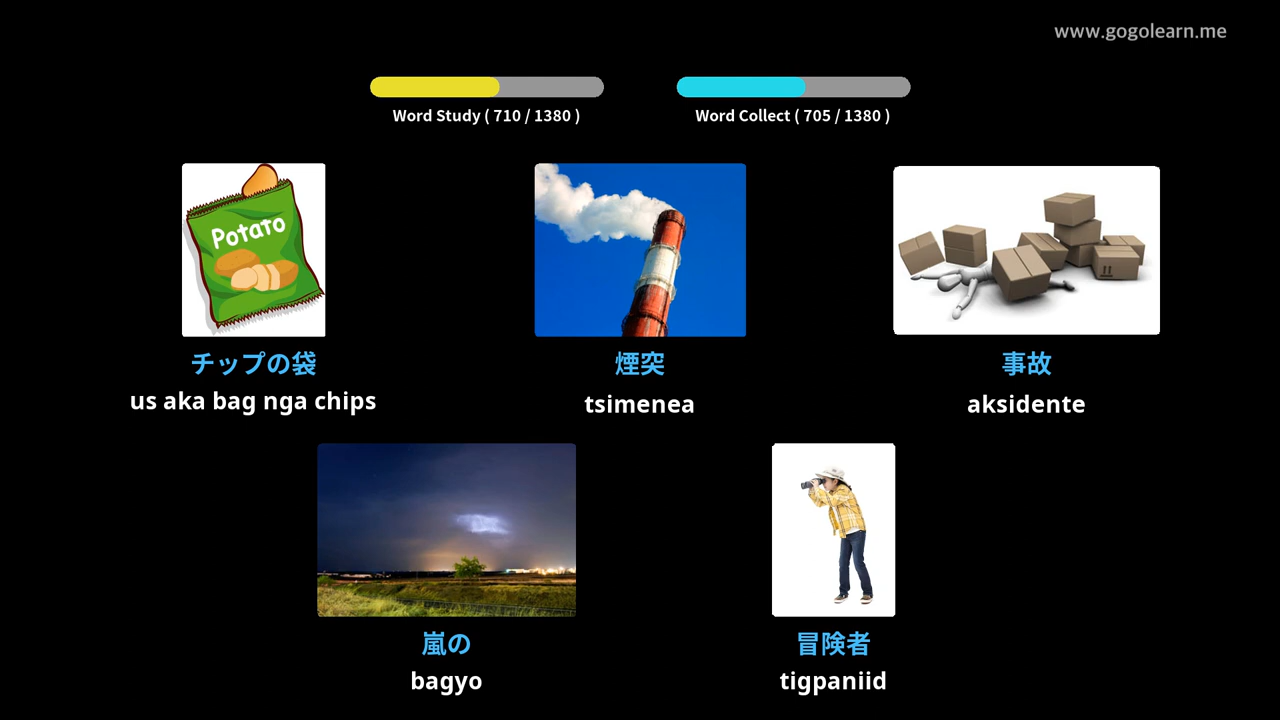 www.gogolearn.me
Word Study ( 710 / 1380 )
Word Collect ( 705 / 1380 )
Potato
チップの袋
煙突
事故
us aka bag nga chips
tsimenea
aksidente
嵐の
冒険者
bagyo
tigpaniid